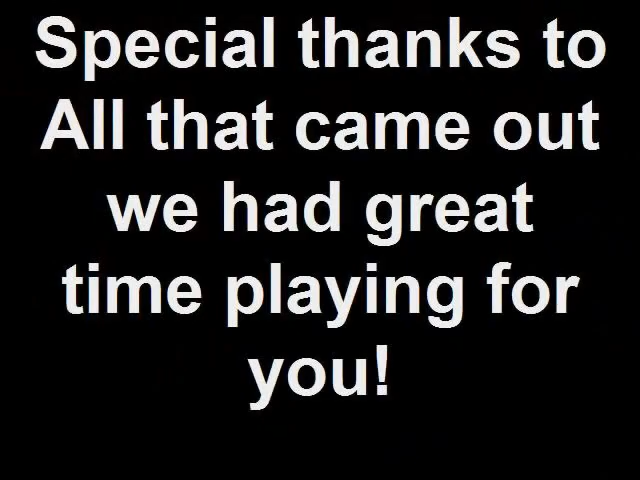 Special thanks to
All that came out
we had great
time playing for
you!